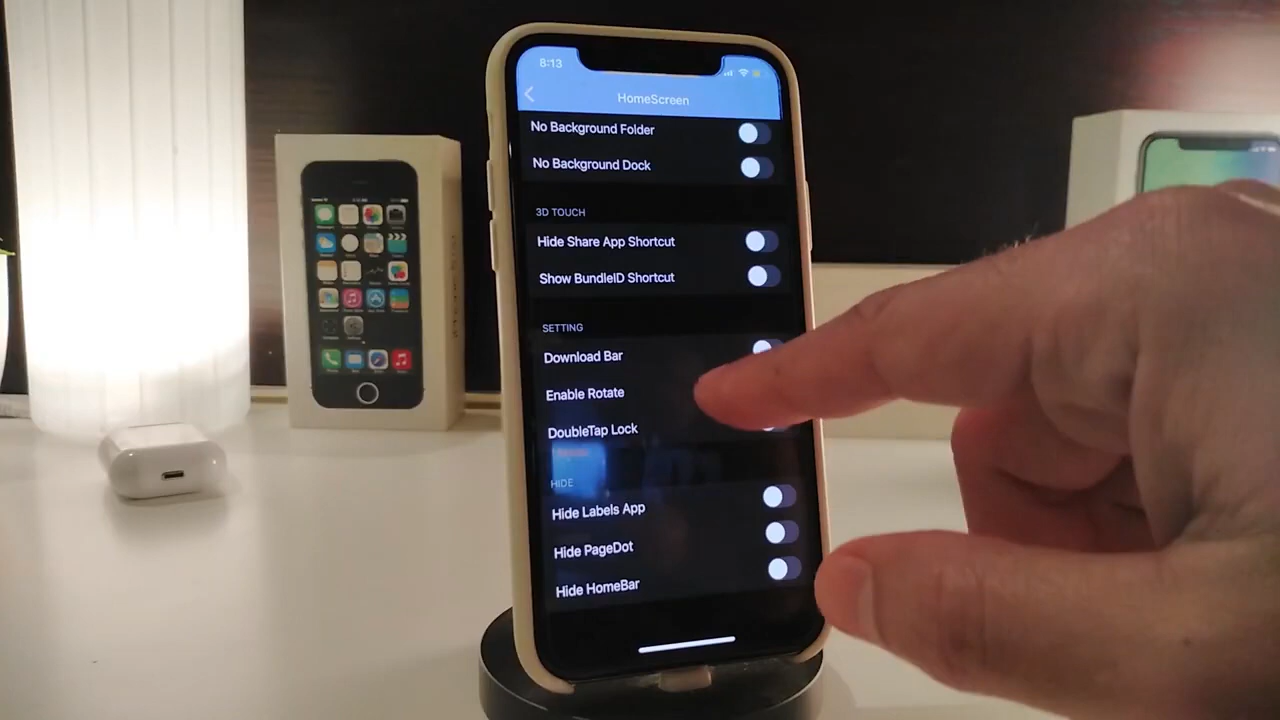 8:13
HomeScreen
No Background Folder
No Background Dock
3D TOUCH
Hide Share App Shortcut
Show BundleID Shortcut
SETTING
Download Bar
Enable Rotate
DoubleTap Lock
HIDE
Hide Labels App
Hide PageDot
Hide HomeBar